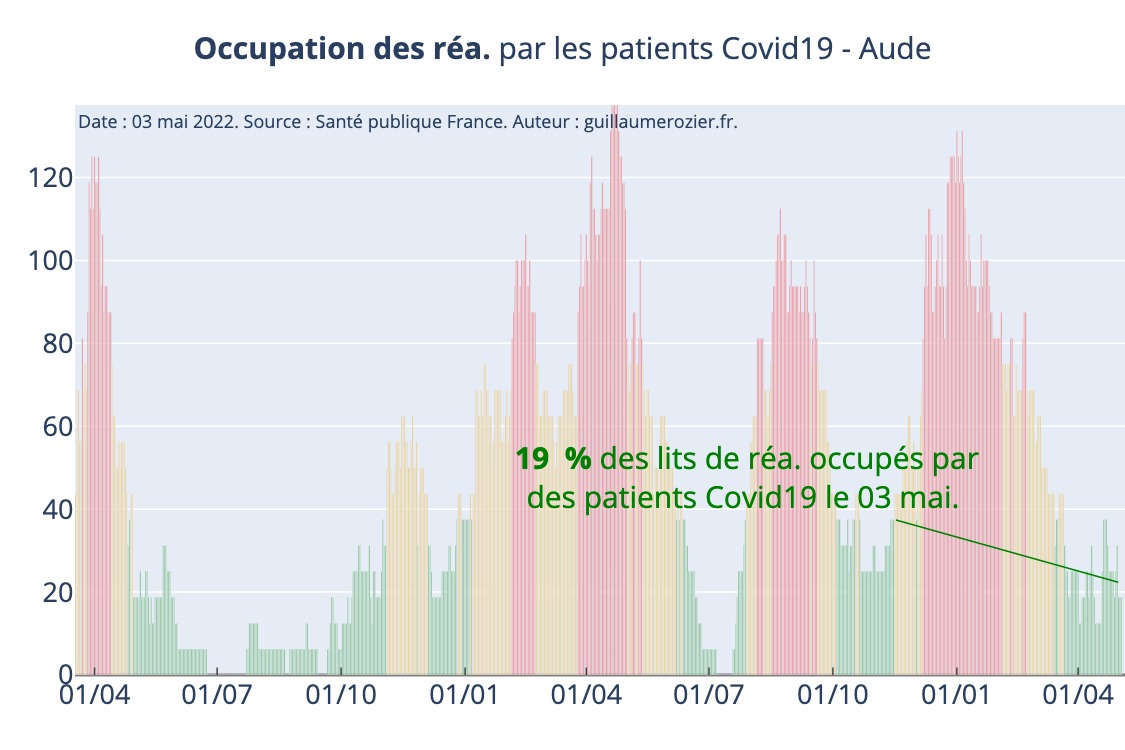 Occupation des réa. par les patients Covid19 - Aude
Date : 03 mai 2022. Source : Santé publique France. Auteur : guillaumerozier.fr.
120
100
80
60
19 % des lits de réa. occupés par
des patients Covid19 le 03 mai.
40
20
0
01/04 01/07 01/10 01/01 01/04 01/07 01/10 01/01 01/04